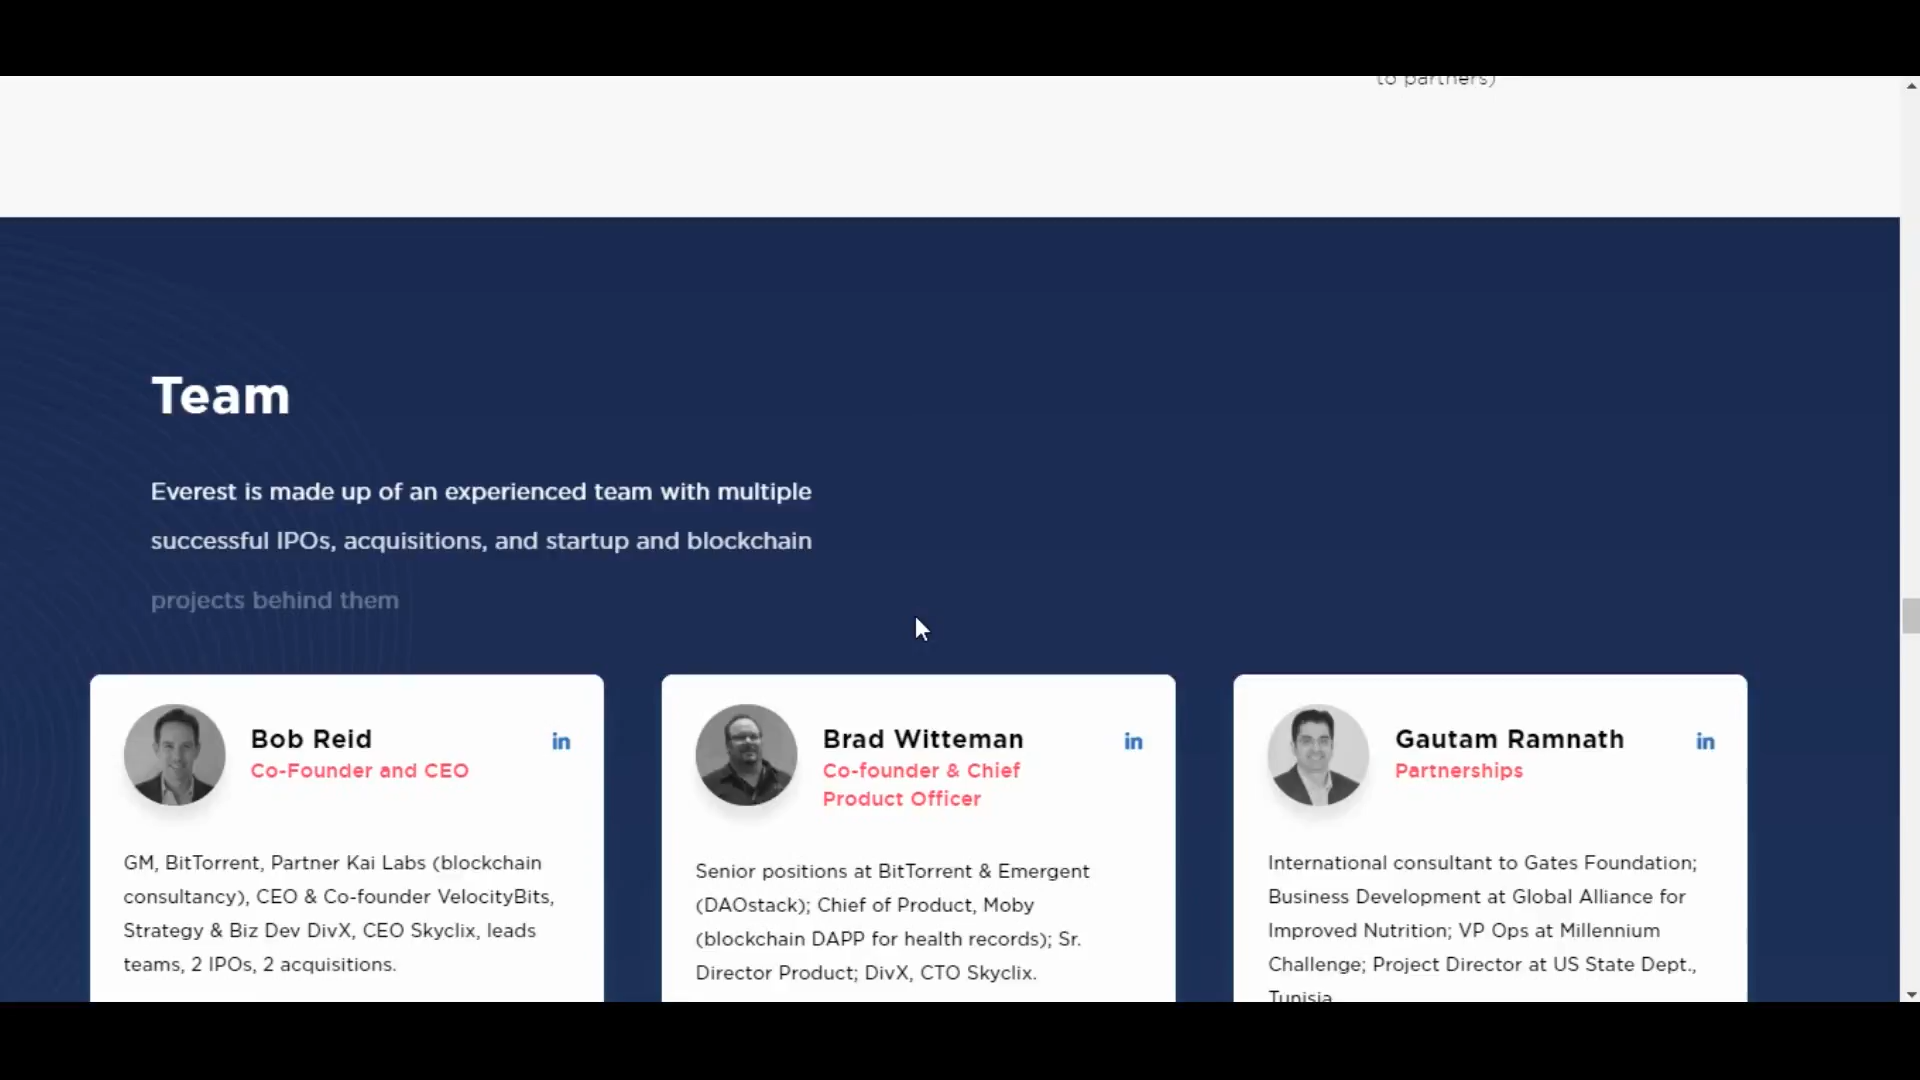 to partners)
Team
Everest is made up of an experienced team with multiple
successful IPOs, acquisitions, and startup and blockchain
projects behind them
Bob Reid
in
Co-Founder and CEO
GM, BitTorrent, Partner Kai Labs (blockchain
consultancy), CEO & Co-founder VelocityBits,
Strategy & Biz Dev DivX, CEO Skyclix, leads
teams, 2 IPOs, 2 acquisitions.
Brad Witteman
in
Co-founder & Chief
Product Officer
Senior positions at BitTorrent & Emergent
(DAOstack); Chief of Product, Moby
(blockchain DAPP for health records); Sr.
Director Product; DivX, CTO Skyclix.
Gautam Ramnath
in
Partnerships
International consultant to Gates Foundation;
Business Development at Global Alliance for
Improved Nutrition; VP Ops at Millennium
Challenge; Project Director at US State Dept.,
Tunisia